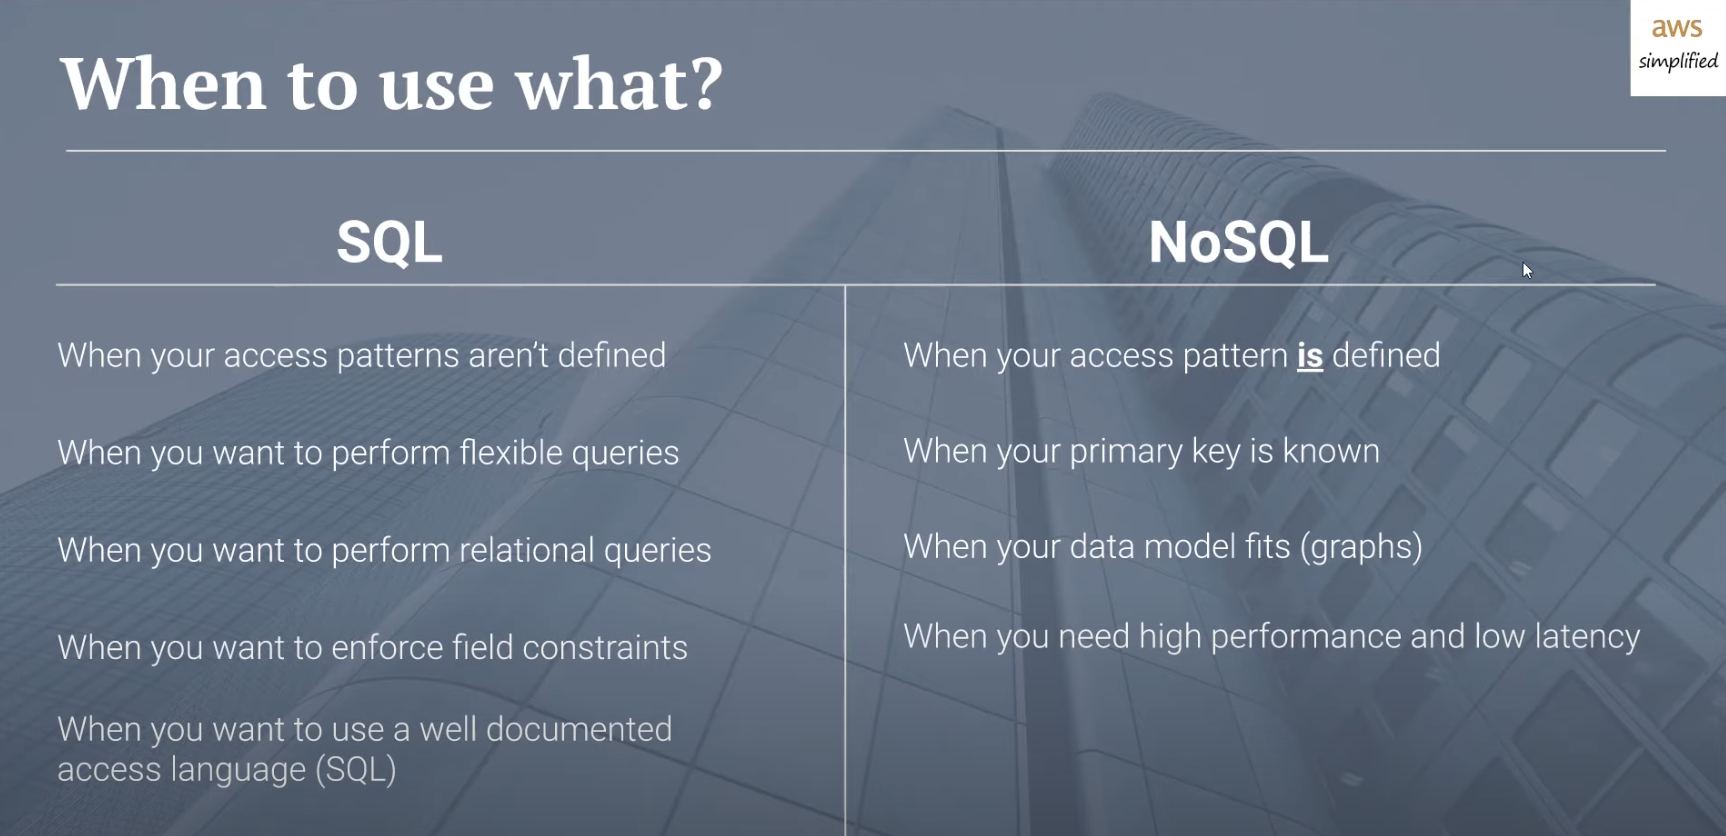 When to use what?
aws
simplified
SQL
When your access patterns aren't defined
When you want to perform flexible queries
When you want to perform relational queries
When you want to enforce field constraints
When you want to use a well documented
access language (SQL)
NoSQL
When your access pattern is defined
When your primary key is known
When your data model fits (graphs)
When you need high performance and low latency